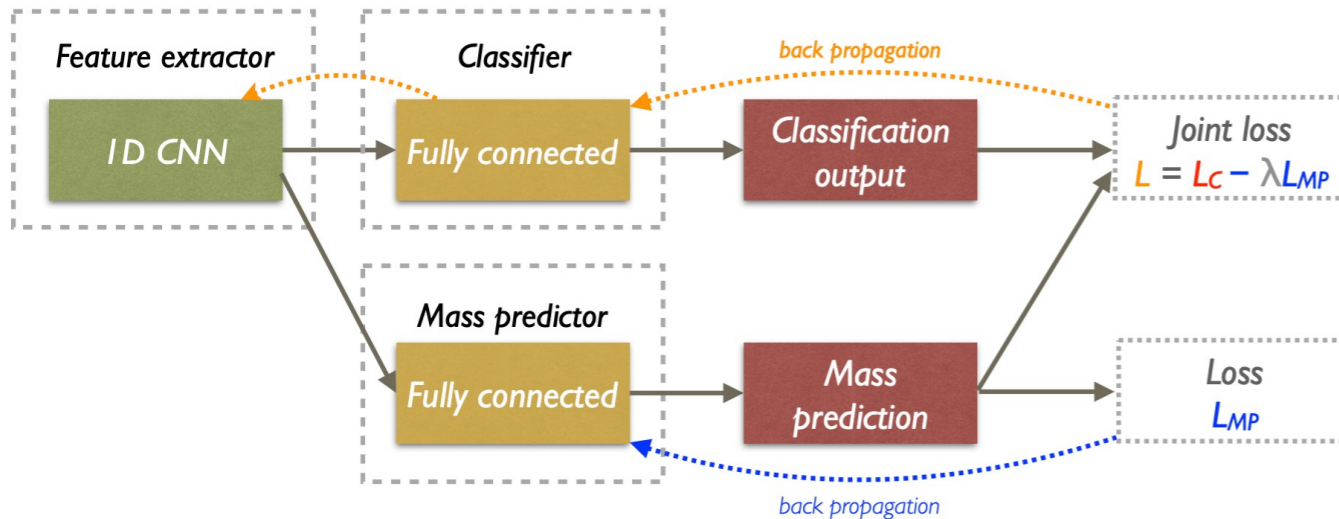 Feature extractor
Classifier
back propagation
1D CNN
Fully connected
Classification
output
Joint loss
L = LC − λLMP
Mass predictor
Fully connected
Mass
prediction
Loss
LMP
back propagation